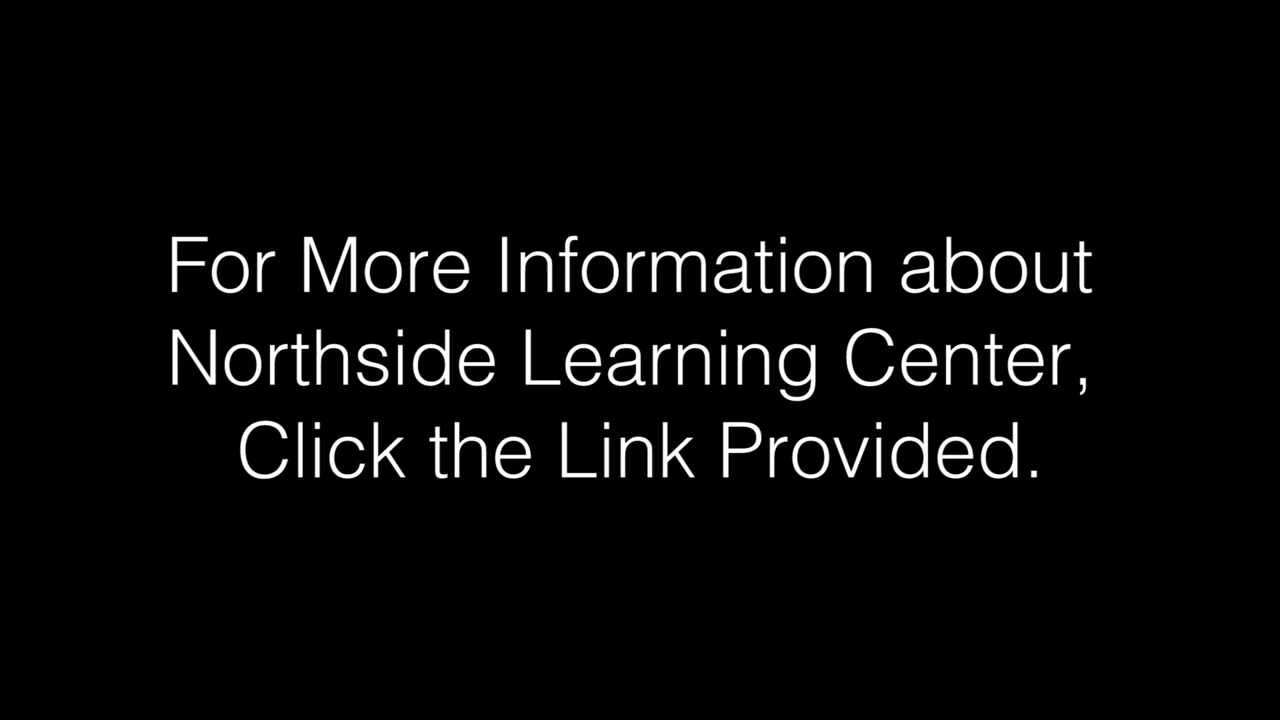 For More Information about
Northside Learning Center,
Click the Link Provided.